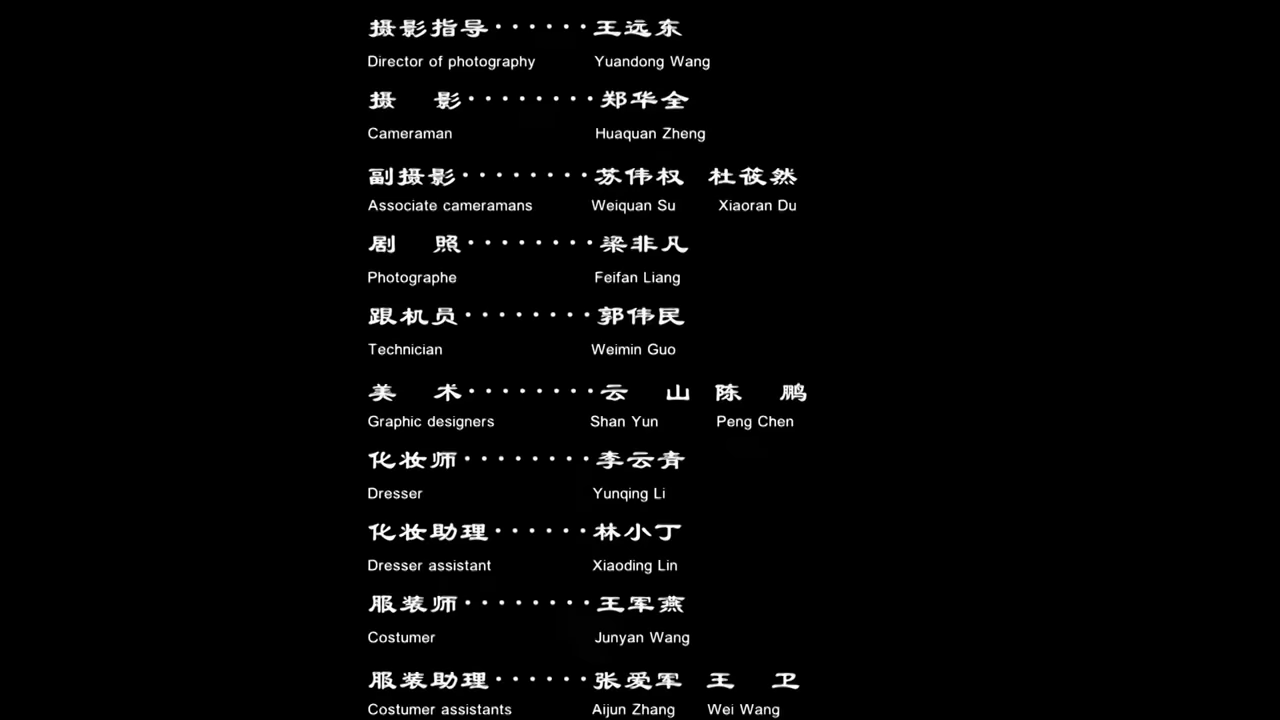 摄影指导······王远东
Director of photography Yuandong Wang
摄 影········郑华全
Cameraman Huaquan Zheng
副摄影········苏伟权 杜筱然
Associate cameramans Weiquan Su Xiaoran Du
剧 照········梁非凡
Photographe Feifan Liang
跟机员········郭伟民
Technician Weimin Guo
美 术········云 山 陈 鹏
Graphic designers Shan Yun Peng Chen
化妆师········李云青
Dresser Yunqing Li
化妆助理······林小丁
Dresser assistant Xiaoding Lin
服装师········王军燕
Costumer Junyan Wang
服装助理······张爱军 王 卫
Costumer assistants Aijun Zhang Wei Wang